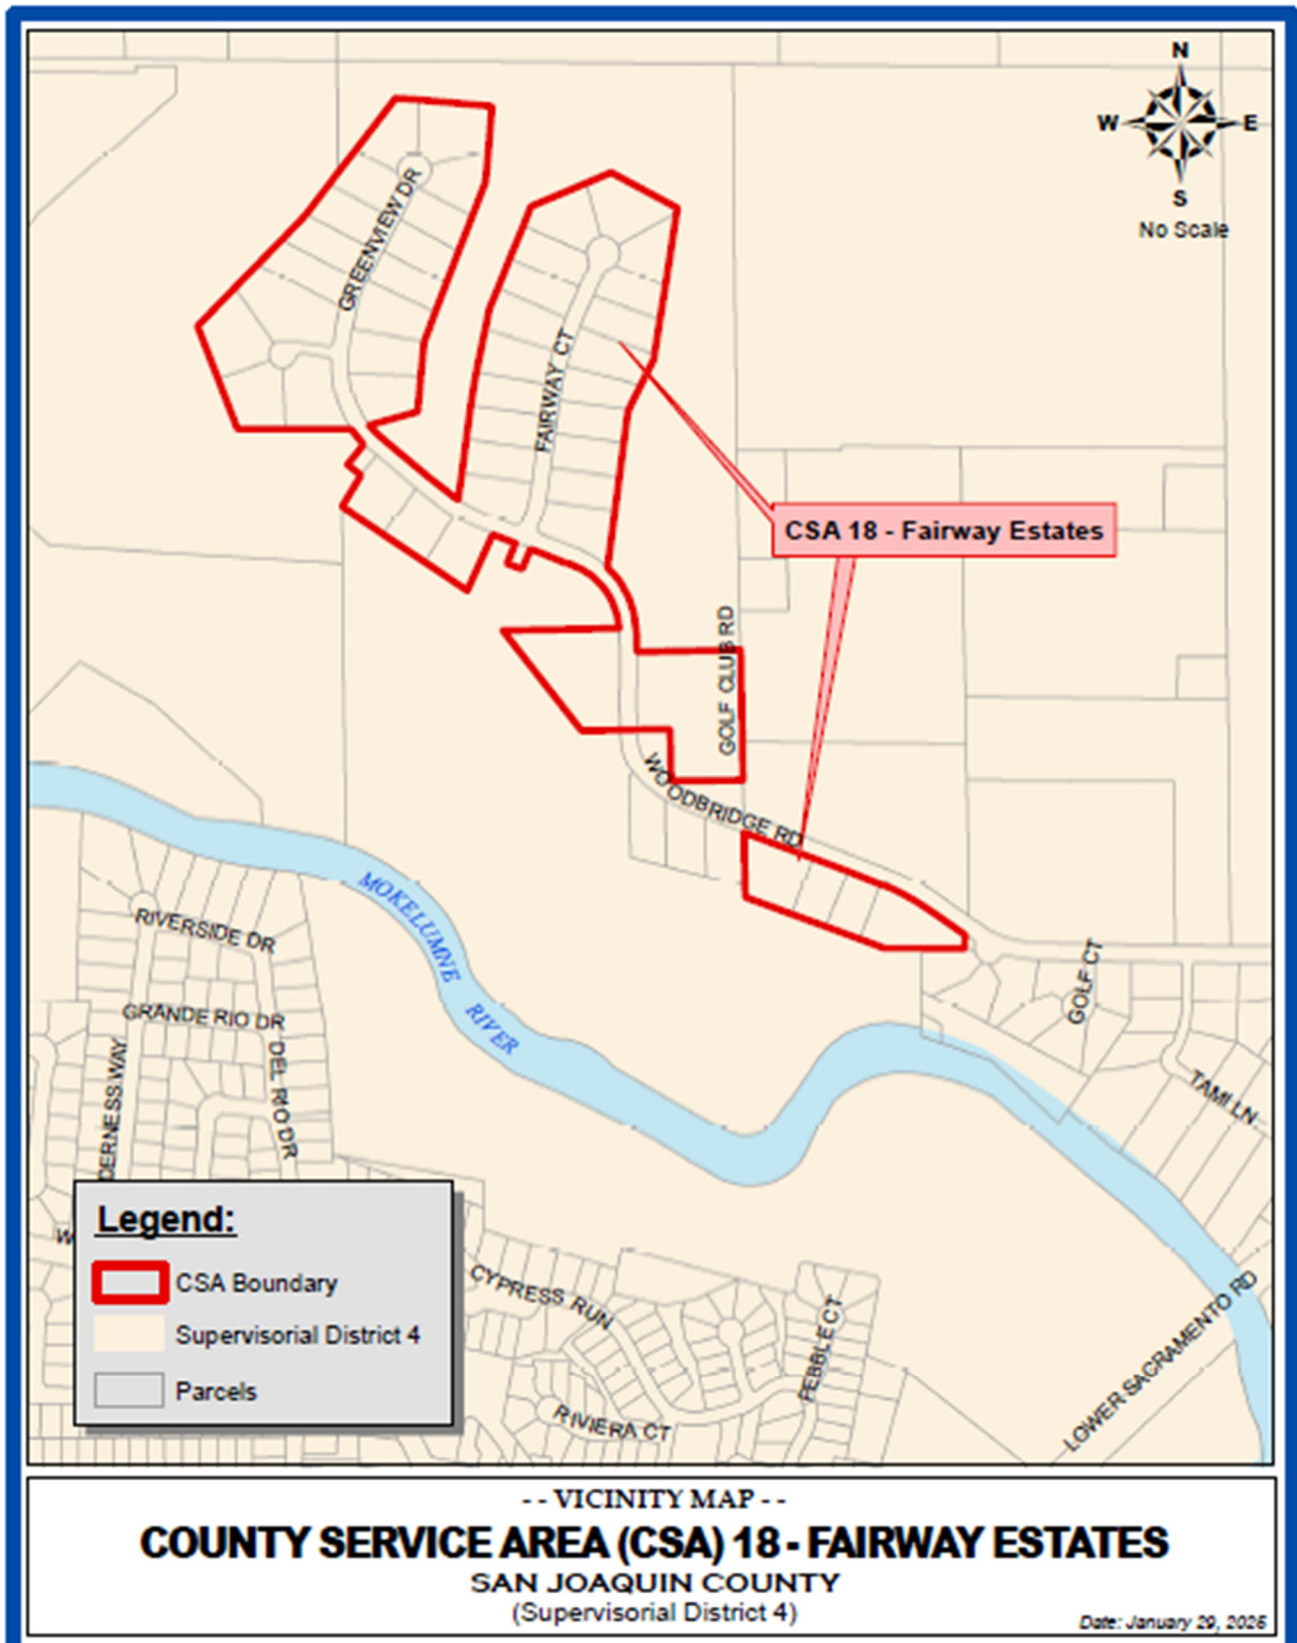 N
W E
S
No Scale
GREENVIEW DR
FAIRWAY CT
CSA 18 - Fairway Estates
GOLF CLUB RD
WOODBRIDGE RD
MOKELUMNE
RIVER
RIVERSIDE DR
GOLF CT
GRANDE RIO DR
DEL RIO DR
DERNESS WAY
TAMI LN
W
Legend:
CSA Boundary
Supervisorial District 4
Parcels
CYPRESS RUN
PEBBLE CT
RIVIERA CT
LOWER SACRAMENTO RD
- - VICINITY MAP - -
COUNTY SERVICE AREA (CSA) 18 - FAIRWAY ESTATES
SAN JOAQUIN COUNTY
(Supervisorial District 4)
Date: January 29, 2025